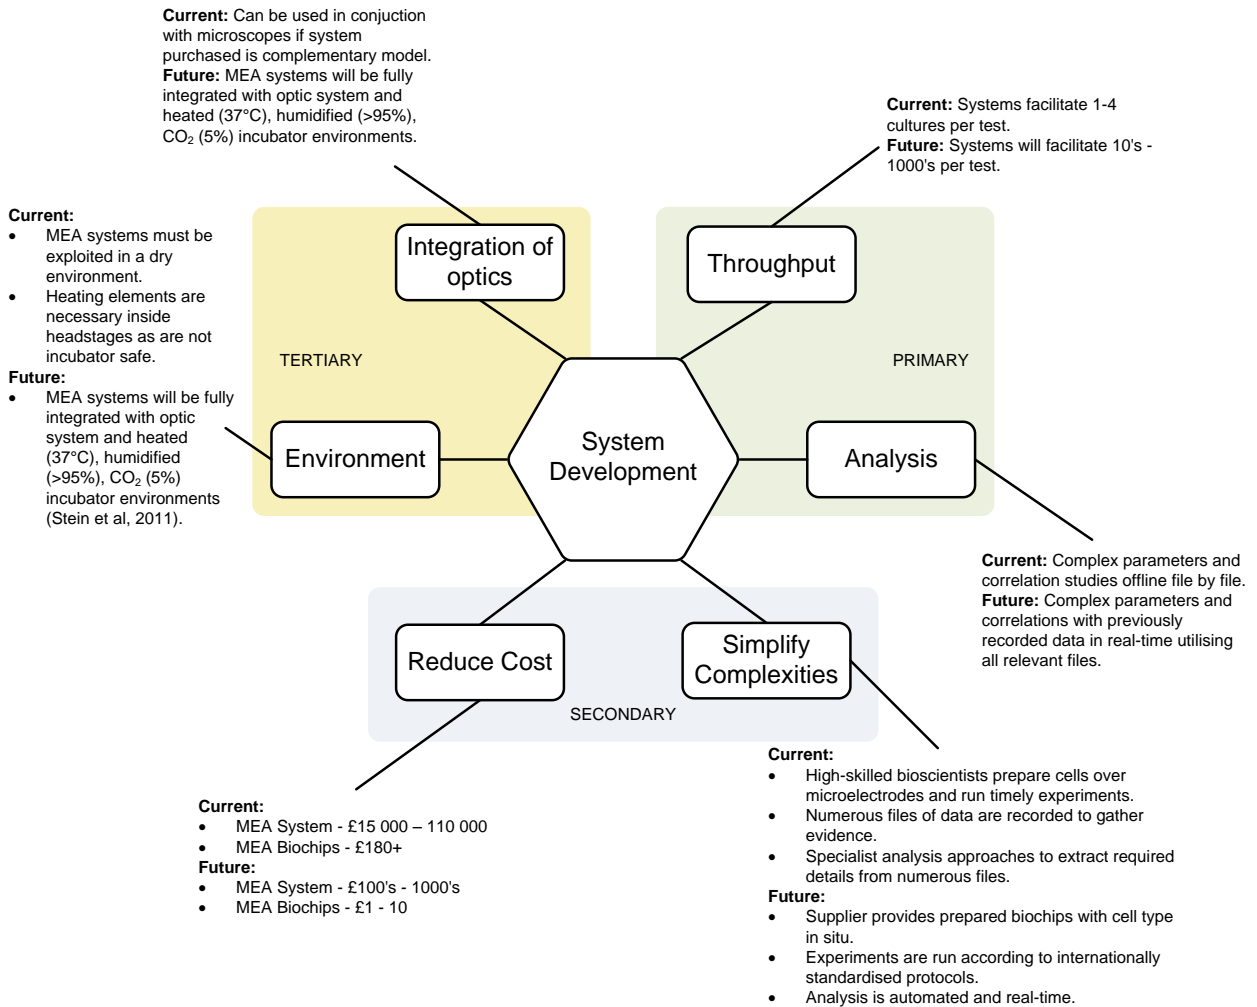 Current: Can be used in conjuction
with microscopes if system
purchased is complementary model.
Future: MEA systems will be fully
integrated with optic system and
heated (37°C), humidified (>95%),
CO₂ (5%) incubator environments.
Current: Systems facilitate 1-4
cultures per test.
Future: Systems will facilitate 10's -
1000's per test.
Current:
• MEA systems must be
exploited in a dry
environment.
• Heating elements are
necessary inside
headstages as are not
incubator safe.
Future:
• MEA systems will be fully
integrated with optic
system and heated
(37°C), humidified
(>95%), CO₂ (5%)
incubator environments
(Stein et al, 2011).
Integration of
optics
Throughput
TERTIARY
PRIMARY
Environment
System
Development
Analysis
Current: Complex parameters and
correlation studies offline file by file.
Future: Complex parameters and
correlations with previously
recorded data in real-time utilising
all relevant files.
Reduce Cost
Simplify
Complexities
SECONDARY
Current:
• MEA System - £15 000 – 110 000
• MEA Biochips - £180+
Future:
• MEA System - £100's - 1000's
• MEA Biochips - £1 - 10
Current:
• High-skilled bioscientists prepare cells over
microelectrodes and run timely experiments.
• Numerous files of data are recorded to gather
evidence.
• Specialist analysis approaches to extract required
details from numerous files.
Future:
• Supplier provides prepared biochips with cell type
in situ.
• Experiments are run according to internationally
standardised protocols.
• Analysis is automated and real-time.